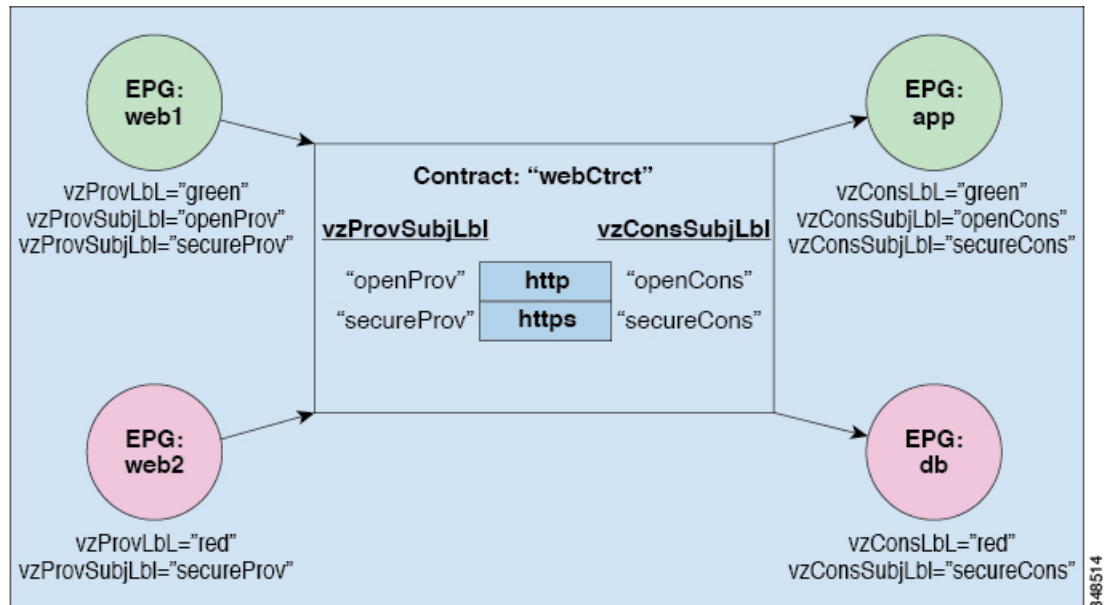 EPG:
web1
vzProvLbL="green"
vzProvSubjLbl="openProv"
vzProvSubjLbl="secureProv"
EPG:
app
vzConsLbL="green"
vzConsSubjLbl="openCons"
vzConsSubjLbl="secureCons"
Contract: “webCtrct”
vzProvSubjLbl vzConsSubjLbl
“openProv” http “openCons”
“secureProv” https “secureCons”
EPG:
web2
vzProvLbL="red"
vzProvSubjLbl="secureProv"
EPG:
db
vzConsLbL="red"
vzConsSubjLbl="secureCons"
348514